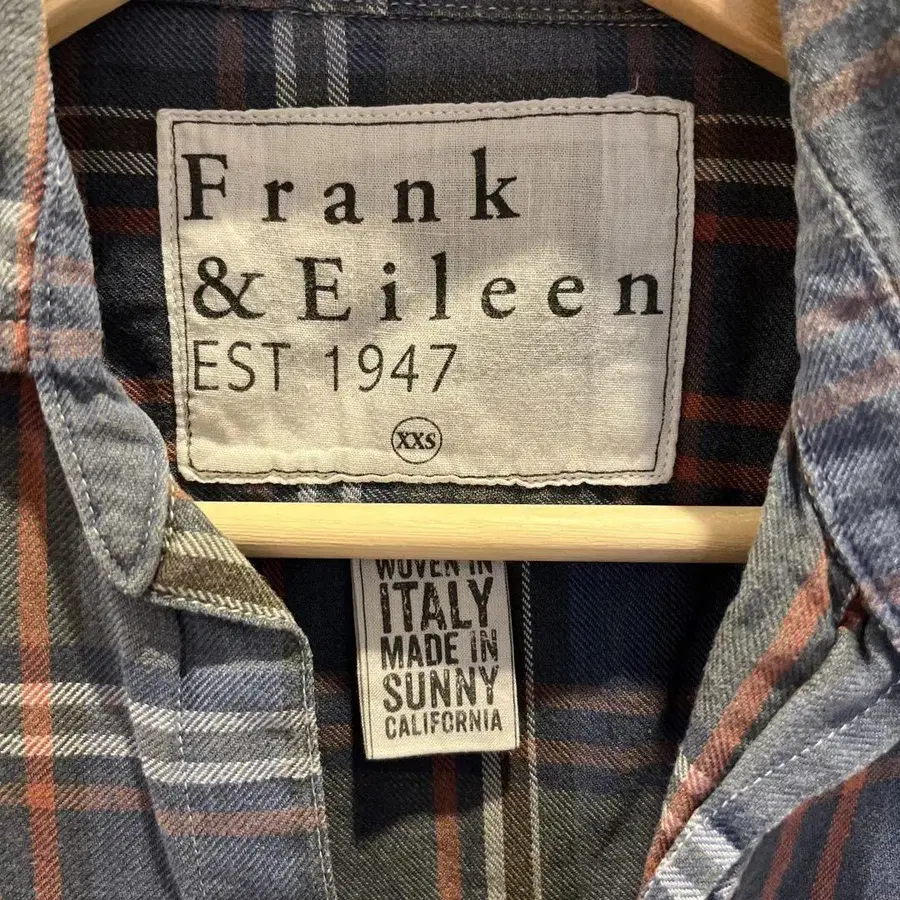 Frank
& Eileen
EST 1947
XXS
WOVEN IN
ITALY
MADE IN
SUNNY
CALIFORNIA